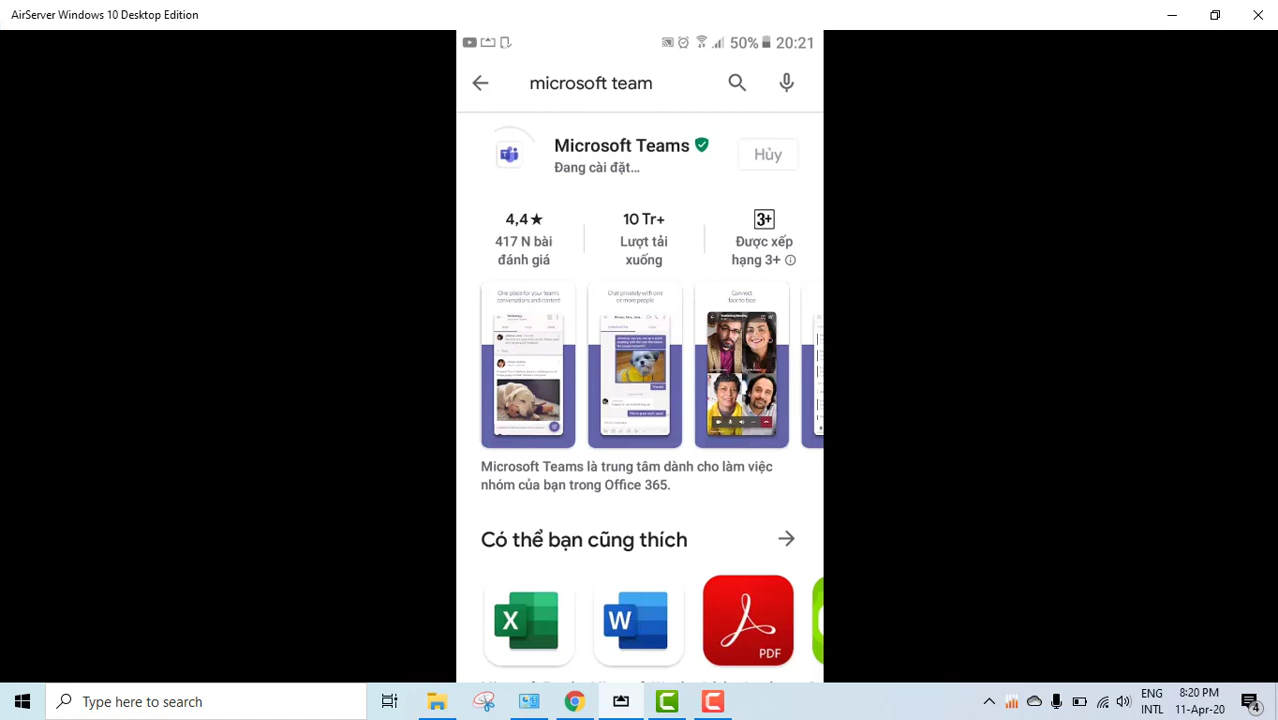 AirServer Windows 10 Desktop Edition
50% 20:21
microsoft team
Microsoft Teams
Đang cài đặt...
Hủy
4,4★
417 N bài
đánh giá
10 Tr+
Lượt tải
xuống
3+
Được xếp
hạng 3+
One place for your team's
conversations and content
Chat privately with one
or more people
Connect
face to face
Microsoft Teams là trung tâm dành cho làm việc
nhóm của bạn trong Office 365.
Có thể bạn cũng thích
X
W
PDF
Type here to search
ENG
INTL
8:20 PM
11-Apr-20
4